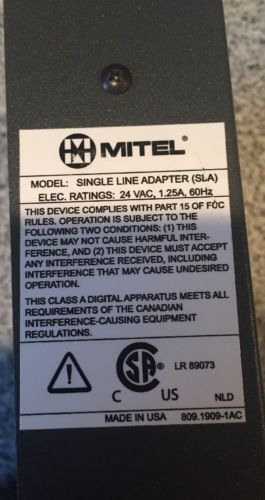 MITEL®
MODEL: SINGLE LINE ADAPTER (SLA)
ELEC. RATINGS: 24 VAC, 1.25A, 60Hz
THIS DEVICE COMPLIES WITH PART 15 OF FCC
RULES. OPERATION IS SUBJECT TO THE
FOLLOWING TWO CONDITIONS: (1) THIS
DEVICE MAY NOT CAUSE HARMFUL INTER-
FERENCE, AND (2) THIS DEVICE MUST ACCEPT
ANY INTERFERENCE RECEIVED, INCLUDING
INTERFERENCE THAT MAY CAUSE UNDESIRED
OPERATION.
THIS CLASS A DIGITAL APPARATUS MEETS ALL
REQUIREMENTS OF THE CANADIAN
INTERFERENCE-CAUSING EQUIPMENT
REGULATIONS.
! CSA® LR 89073
C US NLD
MADE IN USA 809.1909-1AC